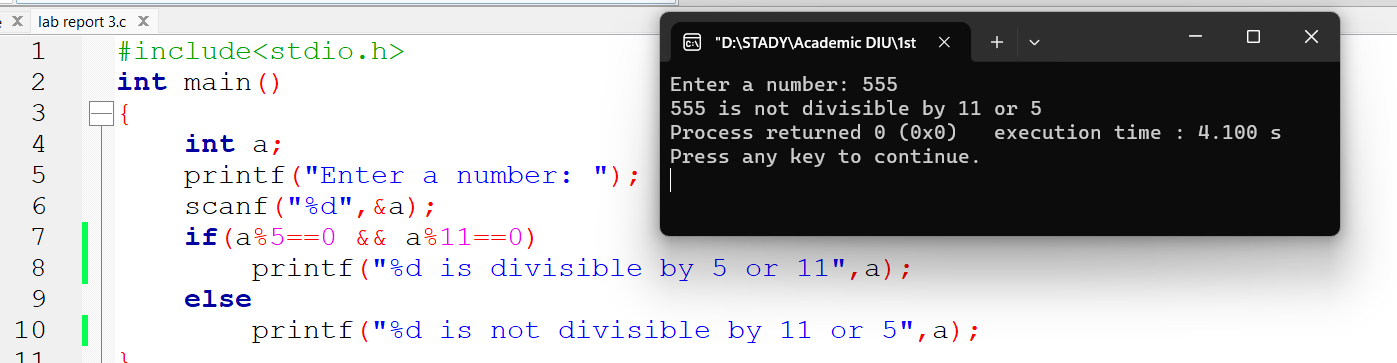 lab report 3.c
1 #include<stdio.h>
2 int main()
3 {
4 int a;
5 printf("Enter a number: ");
6 scanf("%d",&a);
7 if(a%5==0 && a%11==0)
8 printf("%d is divisible by 5 or 11",a);
9 else
10 printf("%d is not divisible by 11 or 5",a);
11 }
"D:\STADY\Academic DIU\1st
Enter a number: 555
555 is not divisible by 11 or 5
Process returned 0 (0x0)   execution time : 4.100 s
Press any key to continue.